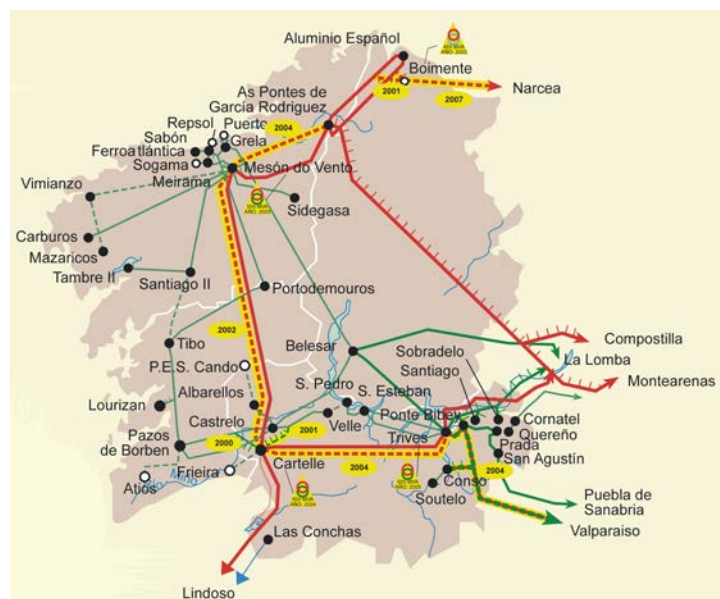 Aluminio Español
Boimente
Narcea
2001
2007
As Pontes de
García Rodriguez
2004
Repsol
Puerto
Sabón
Grela
Ferroatlántica
Sogama
Mesón do Vento
Meirama
Vimianzo
Sidegasa
Carburos
Mazaricos
Tambre II
Santiago II
Portodemouros
2002
Tibo
Belesar
Compostilla
La Lomba
Montearenas
Sobradelo
Santiago
P.E.S. Cando
Albarellos
S. Pedro
S. Esteban
Lourizan
Castrelo
2001
Velle
Ponte Bibey
Cornatel
Quereño
Pazos
de Borben
2000
Trives
Prada
San Agustín
Frieira
Cartelle
2004
2004
Atios
Conso
Soutelo
Puebla de
Sanabria
Valparaiso
Las Conchas
Lindoso